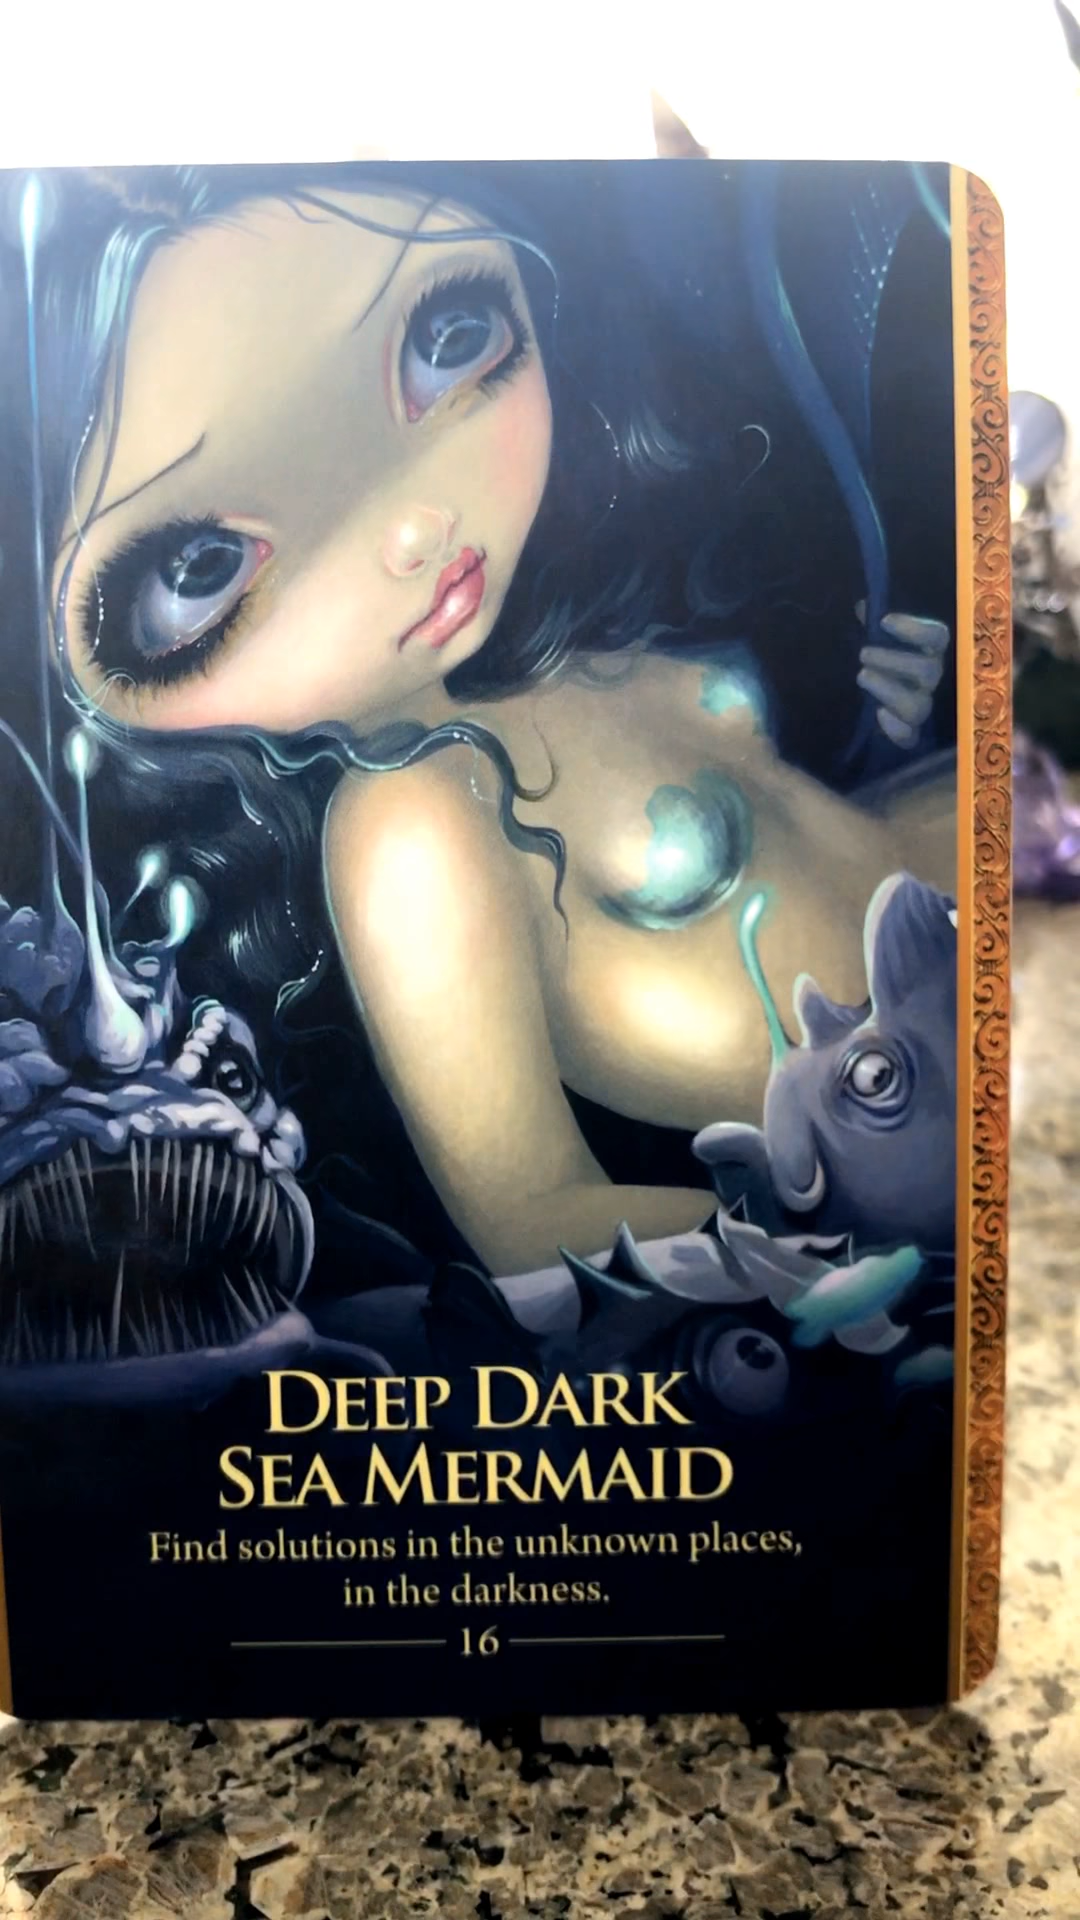 DEEP DARK
SEA MERMAID
Find solutions in the unknown places,
in the darkness.
16